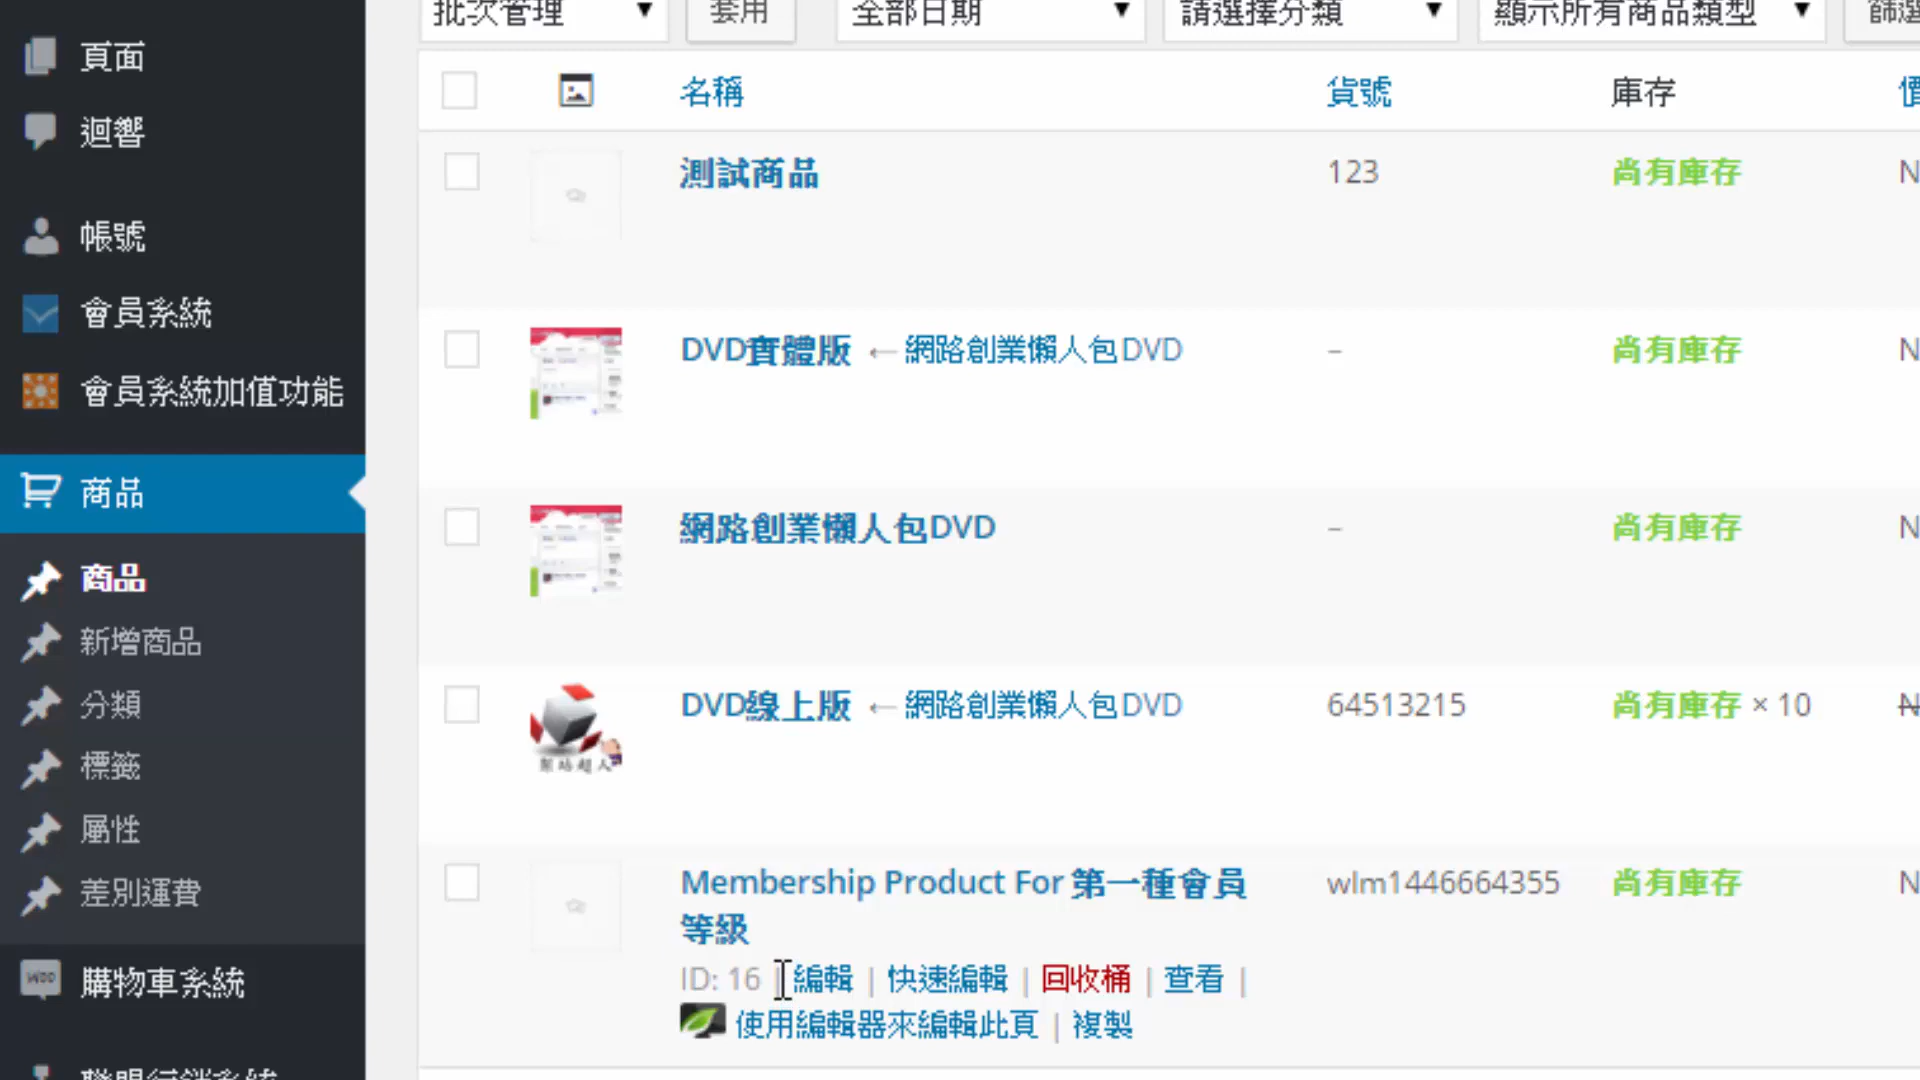 批次管理
套用
全部日期
請選擇分類
顯示所有商品類型
篩選
頁面
迴響
帳號
會員系統
會員系統加值功能
商品
商品
新增商品
分類
標籤
屬性
差別運費
購物車系統
名稱 貨號 庫存
測試商品 123 尚有庫存 N
DVD實體版 ← 網路創業懶人包DVD – 尚有庫存 N
網路創業懶人包DVD – 尚有庫存 N
DVD線上版 ← 網路創業懶人包DVD 64513215 尚有庫存 × 10 N
Membership Product For 第一種會員 wlm1446664355 尚有庫存 N
等級
ID: 16 | 編輯 | 快速編輯 | 回收桶 | 查看 |
使用編輯器來編輯此頁 | 複製